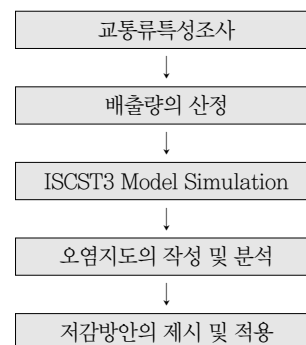 교통류특성조사
배출량의 산정
ISCST3 Model Simulation
오염지도의 작성 및 분석
저감방안의 제시 및 적용